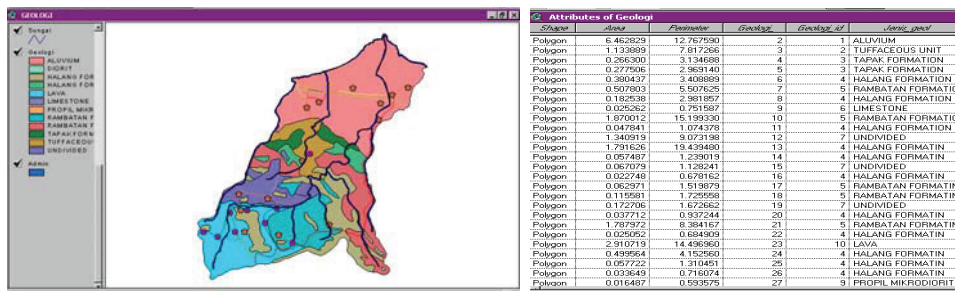 GEOLOGI
Sungai
Geologi
ALUVIUM
DIORIT
HALANG FOR
HALANG FOR
LAVA
LIMESTONE
PROPIL MIKR
RAMBATAN F
RAMBATAN F
TAPAK FORM
TUFFACEOUS
UNDIVIDED
Admin
Attributes of Geologi
Shape Area Perimeter Geologi_ Geologi_id Jenis_geol
Polygon 6.462829 12.767590 2 1 ALUVIUM
Polygon 1.133889 7.817266 3 2 TUFFACEOUS UNIT
Polygon 0.266300 3.134688 4 3 TAPAK FORMATION
Polygon 0.277506 2.969140 5 3 TAPAK FORMATION
Polygon 0.380437 3.408889 6 4 HALANG FORMATION
Polygon 0.507803 5.507625 7 5 RAMBATAN FORMATIO
Polygon 0.182538 2.981857 8 4 HALANG FORMATION
Polygon 0.025262 0.751587 9 6 LIMESTONE
Polygon 1.870012 15.199330 10 5 RAMBATAN FORMATIO
Polygon 0.047841 1.074378 11 4 HALANG FORMATION
Polygon 1.340919 9.073198 12 7 UNDIVIDED
Polygon 1.791626 19.439480 13 4 HALANG FORMATIN
Polygon 0.057487 1.239019 14 4 HALANG FORMATIN
Polygon 0.067079 1.128241 15 7 UNDIVIDED
Polygon 0.022748 0.678162 16 4 HALANG FORMATIN
Polygon 0.062971 1.519879 17 5 RAMBATAN FORMATIN
Polygon 0.115581 1.725558 18 5 RAMBATAN FORMATIN
Polygon 0.172706 1.672662 19 7 UNDIVIDED
Polygon 0.037712 0.937244 20 4 HALANG FORMATIN
Polygon 1.787972 8.384167 21 5 RAMBATAN FORMATIN
Polygon 0.025052 0.684909 22 4 HALANG FORMATIN
Polygon 2.910719 14.496960 23 10 LAVA
Polygon 0.499564 4.152560 24 4 HALANG FORMATIN
Polygon 0.057722 1.310451 25 4 HALANG FORMATIN
Polygon 0.033649 0.716074 26 4 HALANG FORMATIN
Polygon 0.016487 0.593575 27 9 PROPIL MIKRODIORIT